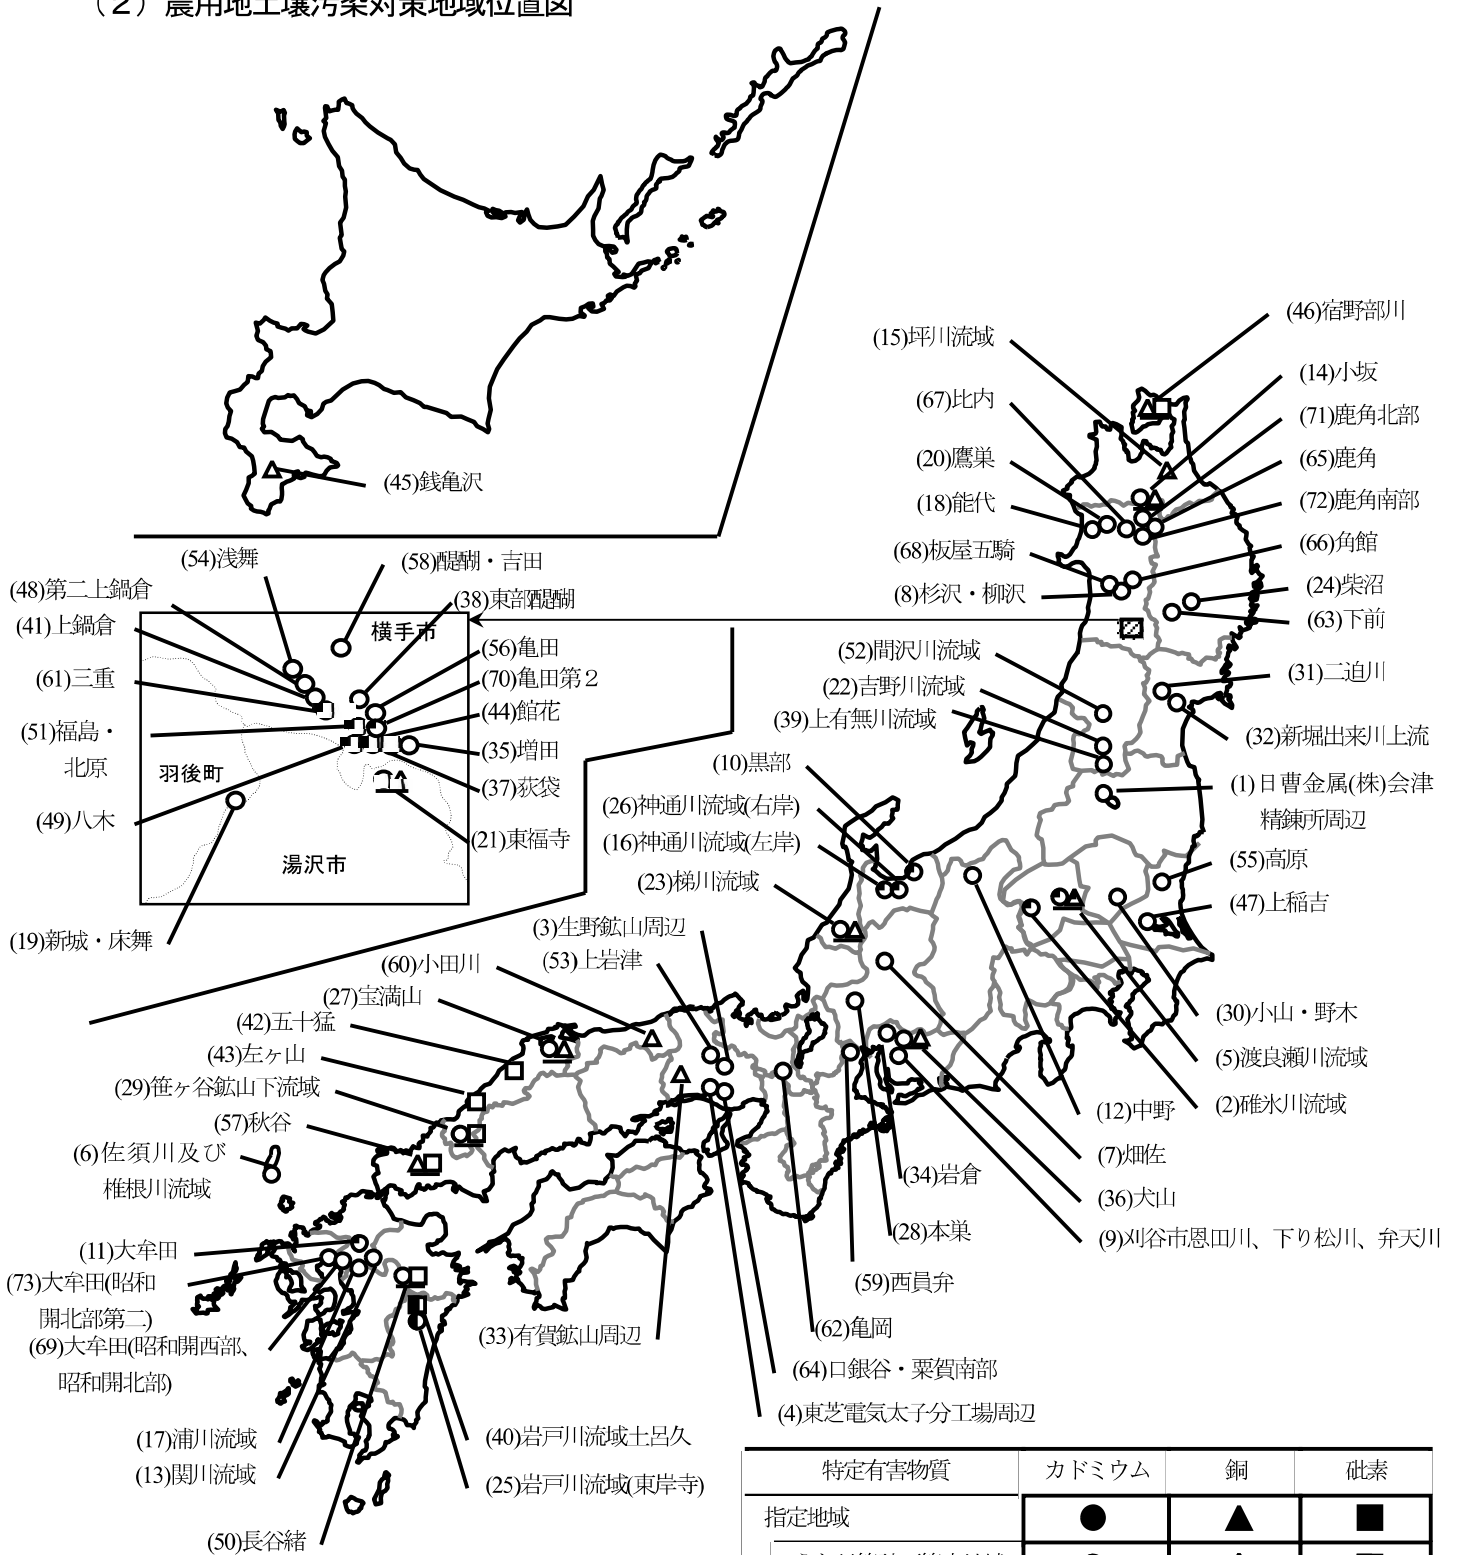 （２）農用地土壌汚染対策地域位置図
(46)宿野部川
(15)坪川流域
(14)小坂
(67)比内
(71)鹿角北部
(20)鷹巣
(65)鹿角
(45)銭亀沢
(18)能代
(72)鹿角南部
(68)板屋五騎
(66)角館
(54)浅舞
(58)醍醐・吉田
(48)第二上鍋倉
(8)杉沢・柳沢
(24)柴沼
(38)東部醍醐
(41)上鍋倉
横手市
(63)下前
(56)亀田
(52)間沢川流域
(61)三重
(70)亀田第２
(22)吉野川流域
(31)二迫川
(44)館花
(39)上有無川流域
(51)福島・
北原
(35)増田
(32)新堀出来川上流
(10)黒部
羽後町
(37)荻袋
(1)日曹金属(株)会津
精錬所周辺
(26)神通川流域(右岸)
(49)八木
(21)東福寺
(16)神通川流域(左岸)
湯沢市
(55)高原
(23)梯川流域
(47)上稲吉
(19)新城・床舞
(3)生野鉱山周辺
(60)小田川
(53)上岩津
(27)宝満山
(42)五十猛
(30)小山・野木
(43)左ヶ山
(5)渡良瀬川流域
(29)笹ヶ谷鉱山下流域
(2)碓氷川流域
(57)秋谷
(12)中野
(6)佐須川及び
椎根川流域
(7)畑佐
(34)岩倉
(36)犬山
(28)本巣
(9)刈谷市恩田川、下り松川、弁天川
(11)大牟田
(73)大牟田(昭和
開北部第二)
(59)西員弁
(69)大牟田(昭和開西部、
昭和開北部)
(33)有賀鉱山周辺
(62)亀岡
(64)口銀谷・粟賀南部
(4)東芝電気太子分工場周辺
(17)浦川流域
(40)岩戸川流域土呂久
(13)関川流域
(25)岩戸川流域(東岸寺)
(50)長谷緒
特定有害物質 カドミウム 銅 砒素
指定地域 ● ▲ ■